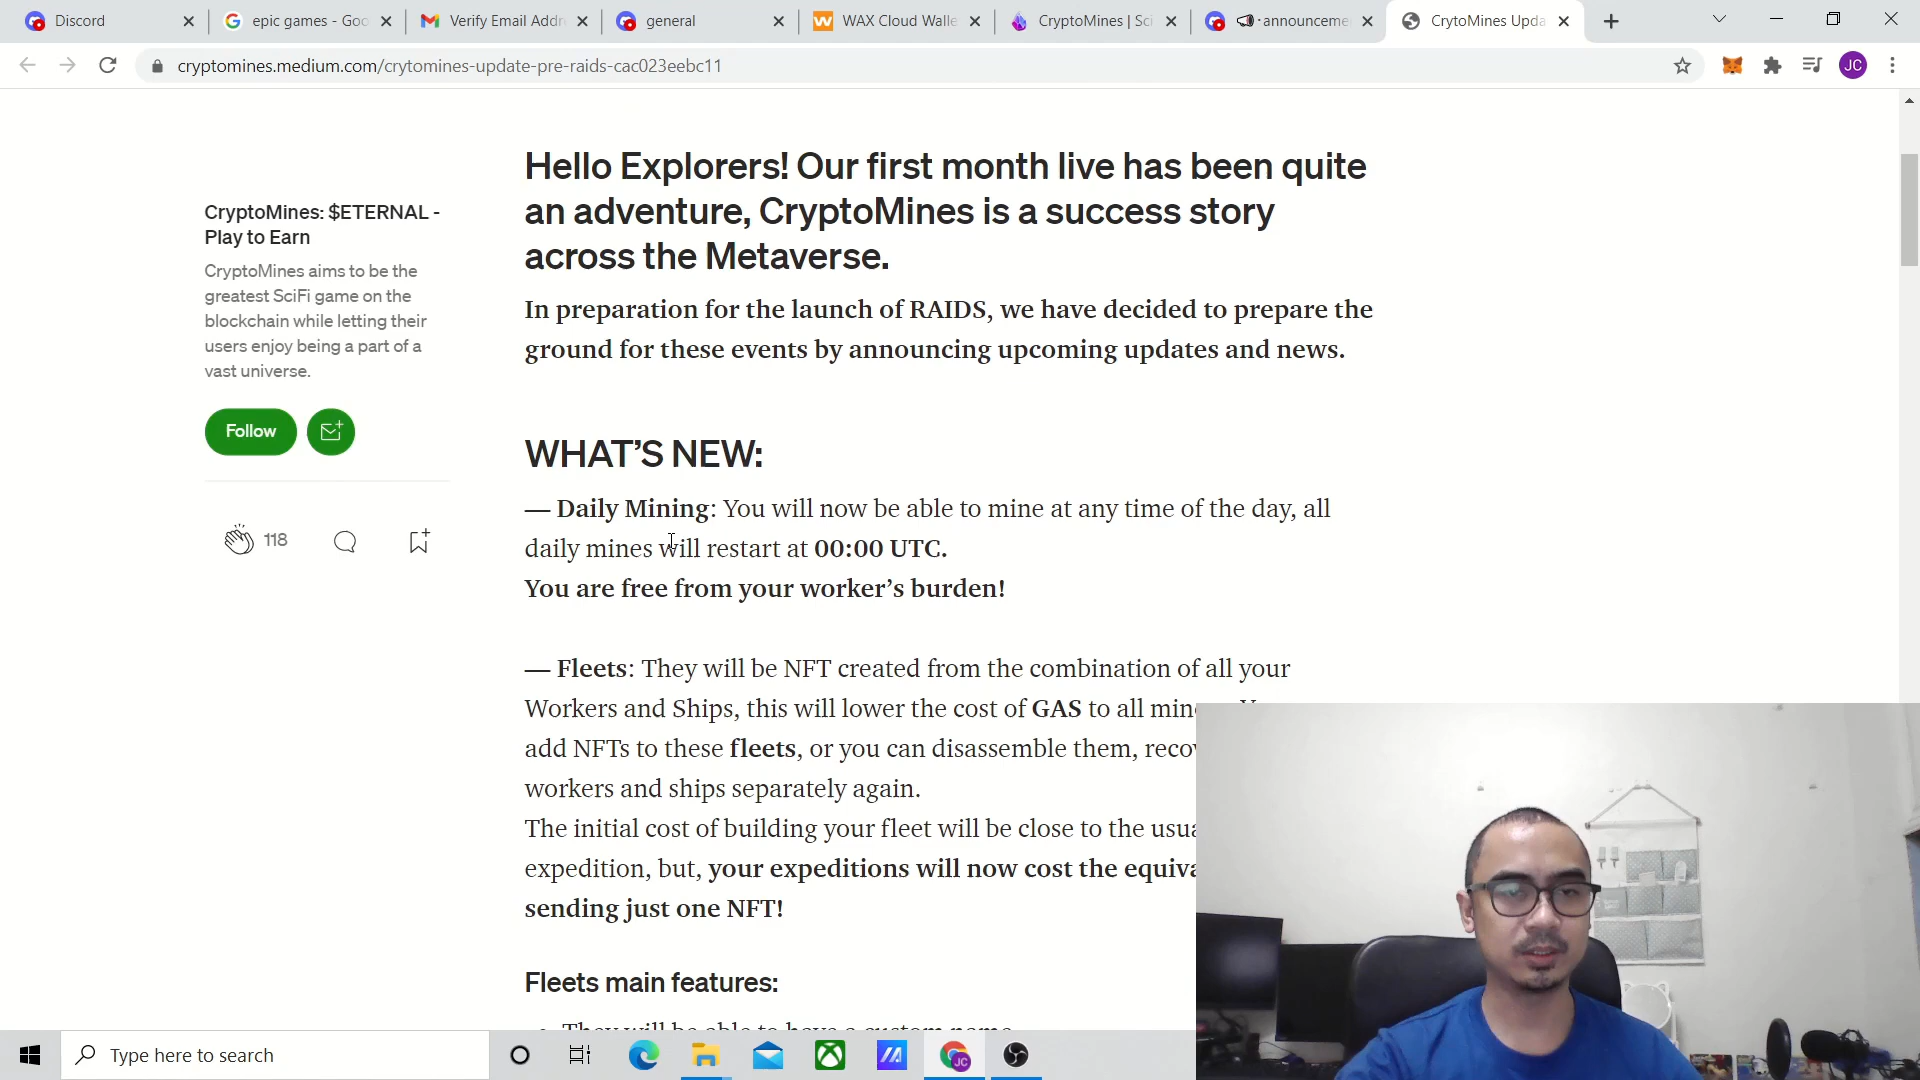 Discord
epic games - Goo
Verify Email Addr
general
WAX Cloud Walle
CryptoMines | Sci
announceme
CrytoMines Upda
cryptomines.medium.com/crytomines-update-pre-raids-cac023eebc11
JC
Hello Explorers! Our first month live has been quite
an adventure, CryptoMines is a success story
across the Metaverse.
CryptoMines: $ETERNAL -
Play to Earn
CryptoMines aims to be the
greatest SciFi game on the
blockchain while letting their
users enjoy being a part of a
vast universe.
Follow
118
In preparation for the launch of RAIDS, we have decided to prepare the
ground for these events by announcing upcoming updates and news.
WHAT'S NEW:
— Daily Mining: You will now be able to mine at any time of the day, all
daily mines will restart at 00:00 UTC.
You are free from your worker's burden!
— Fleets: They will be NFT created from the combination of all your
Workers and Ships, this will lower the cost of GAS to all
add NFTs to these fleets, or you can disassemble them,
workers and ships separately again.
The initial cost of building your fleet will be close to the
expedition, but, your expeditions will now cost the
sending just one NFT!
Fleets main features:
They will be able to have a custom name
Type here to search
JC